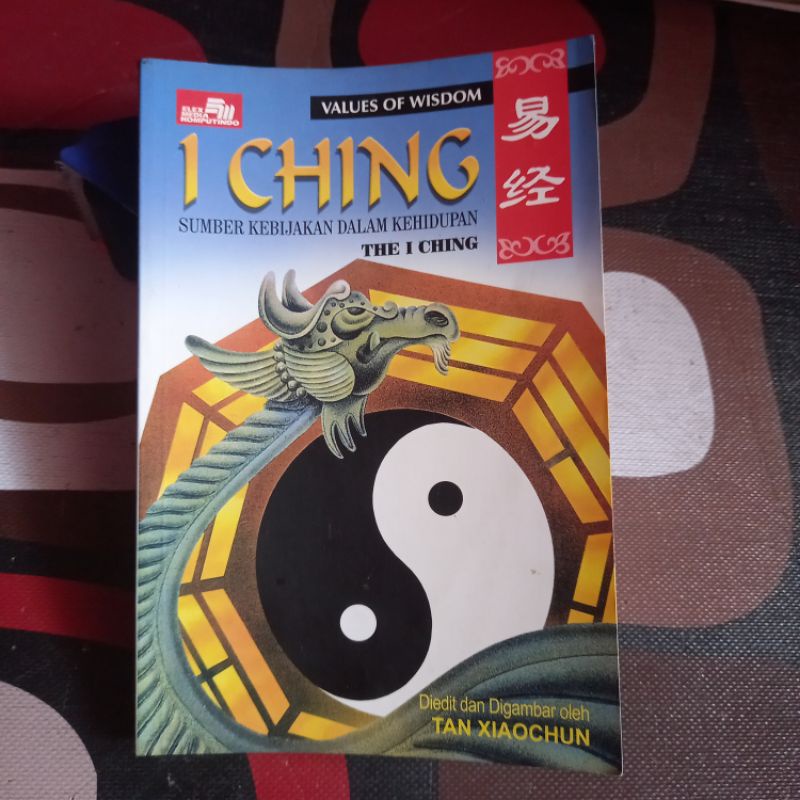 ELEX
MEDIA
KOMPUTINDO
VALUES OF WISDOM
易
经
I CHING
SUMBER KEBIJAKAN DALAM KEHIDUPAN
THE I CHING
Diedit dan Digambar oleh
TAN XIAOCHUN